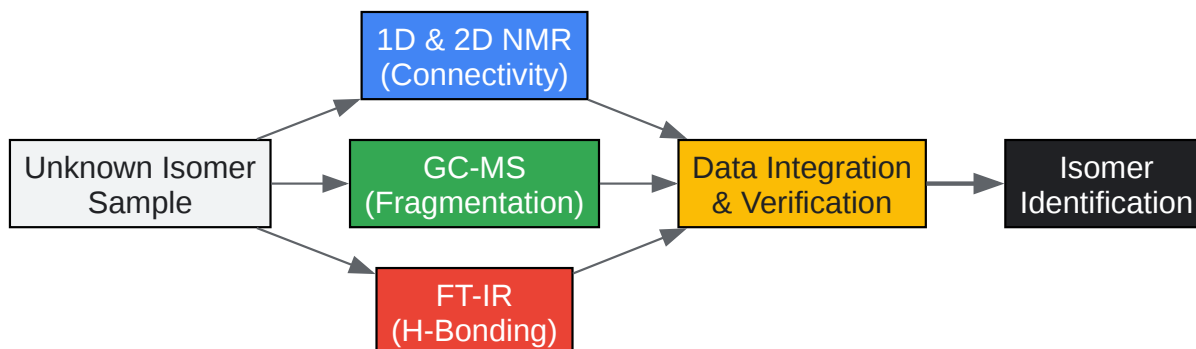 1D & 2D NMR
(Connectivity)
Unknown Isomer
Sample
GC-MS
(Fragmentation)
Data Integration
& Verification
Isomer
Identification
FT-IR
(H-Bonding)